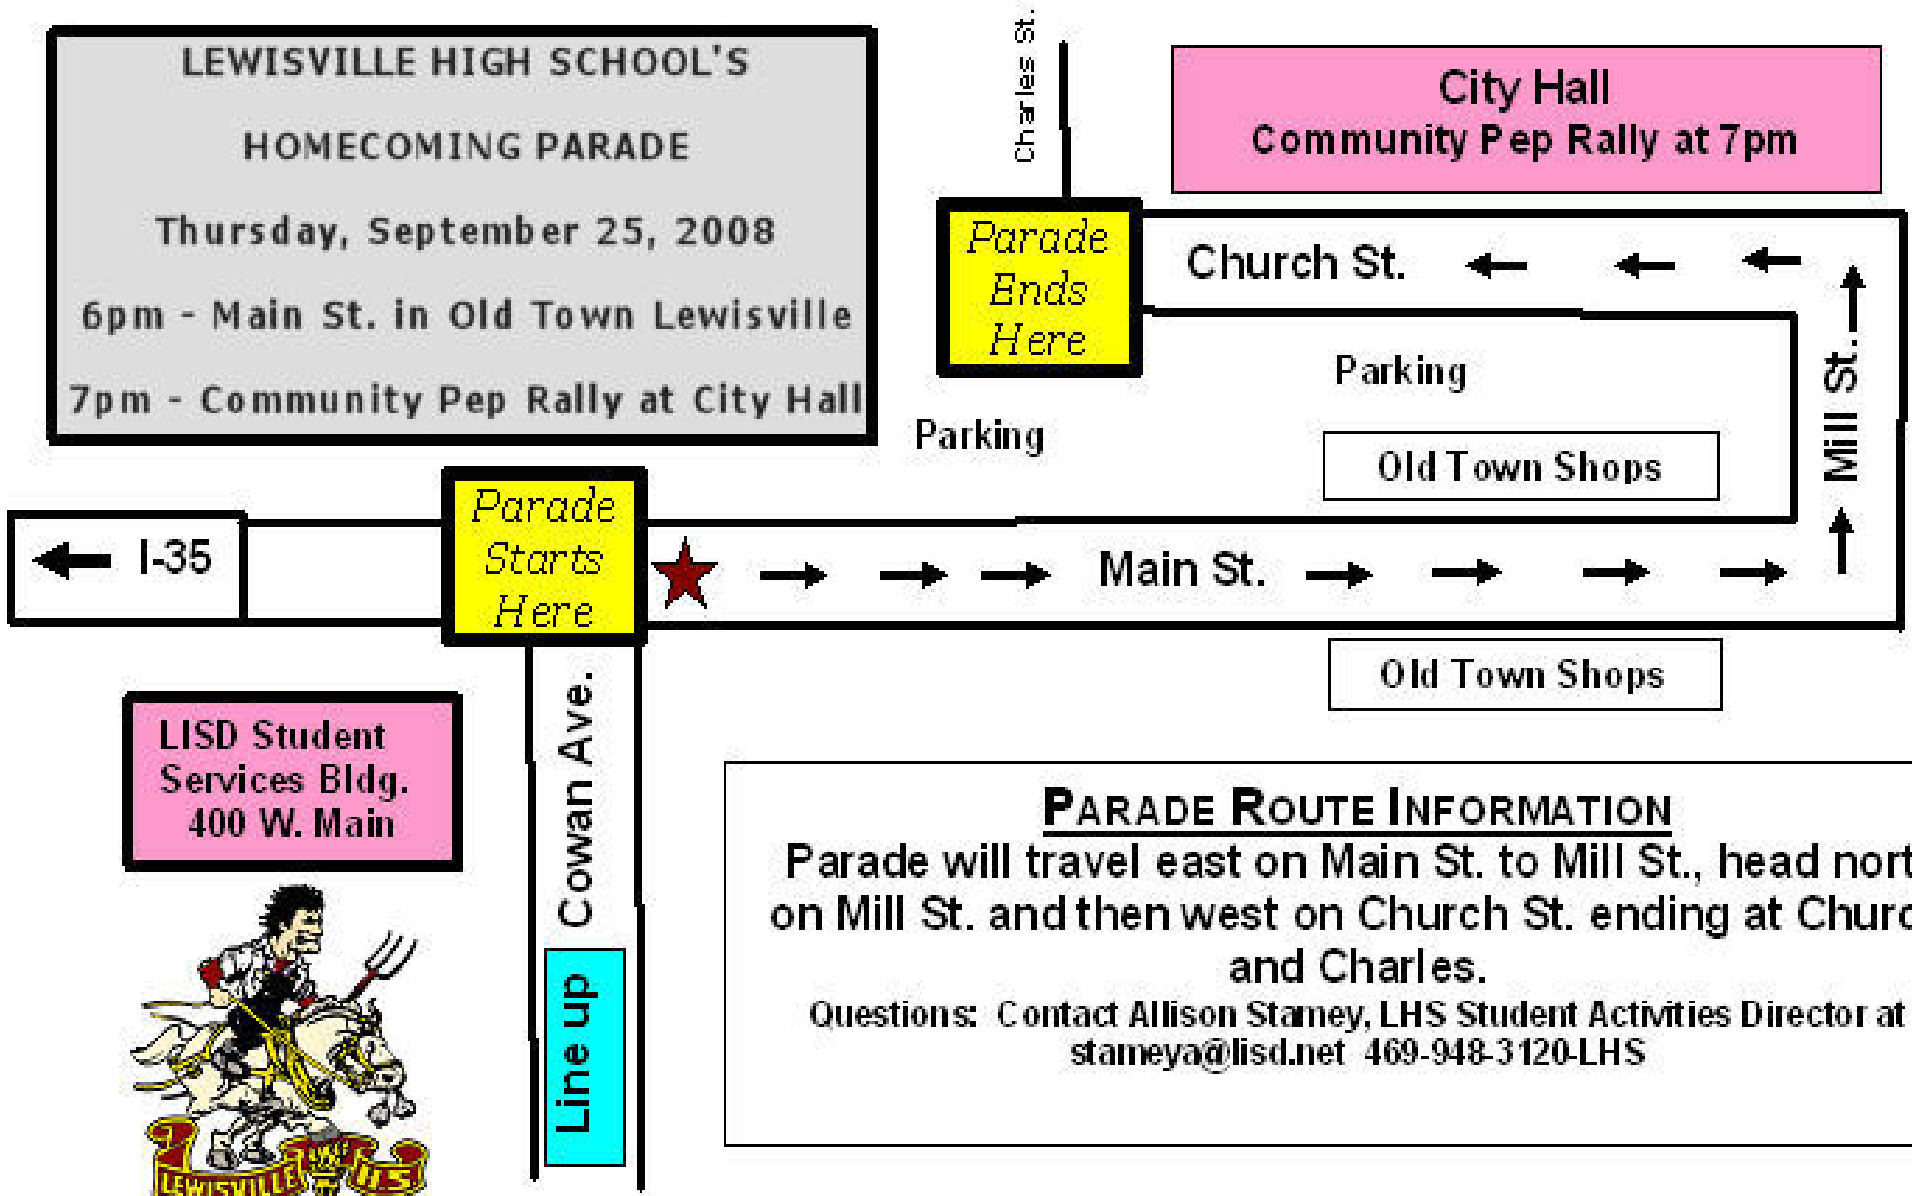 LEWISVILLE HIGH SCHOOL'S
HOMECOMING PARADE
Thursday, September 25, 2008
6pm - Main St. in Old Town Lewisville
7pm - Community Pep Rally at City Hall
Charles St.
City Hall
Community Pep Rally at 7pm
Parade
Ends
Here
Church St.
Mill St.
Parking
Parking
Old Town Shops
I-35
Parade
Starts
Here
Main St.
Old Town Shops
LISD Student
Services Bldg.
400 W. Main
Cowan Ave.
Line up
PARADE ROUTE INFORMATION
Parade will travel east on Main St. to Mill St., head nort
on Mill St. and then west on Church St. ending at Churc
and Charles.
Questions: Contact Allison Stamey, LHS Student Activities Director at
stameya@lisd.net 469-948-3120-LHS
LEWISVILLE H.S.